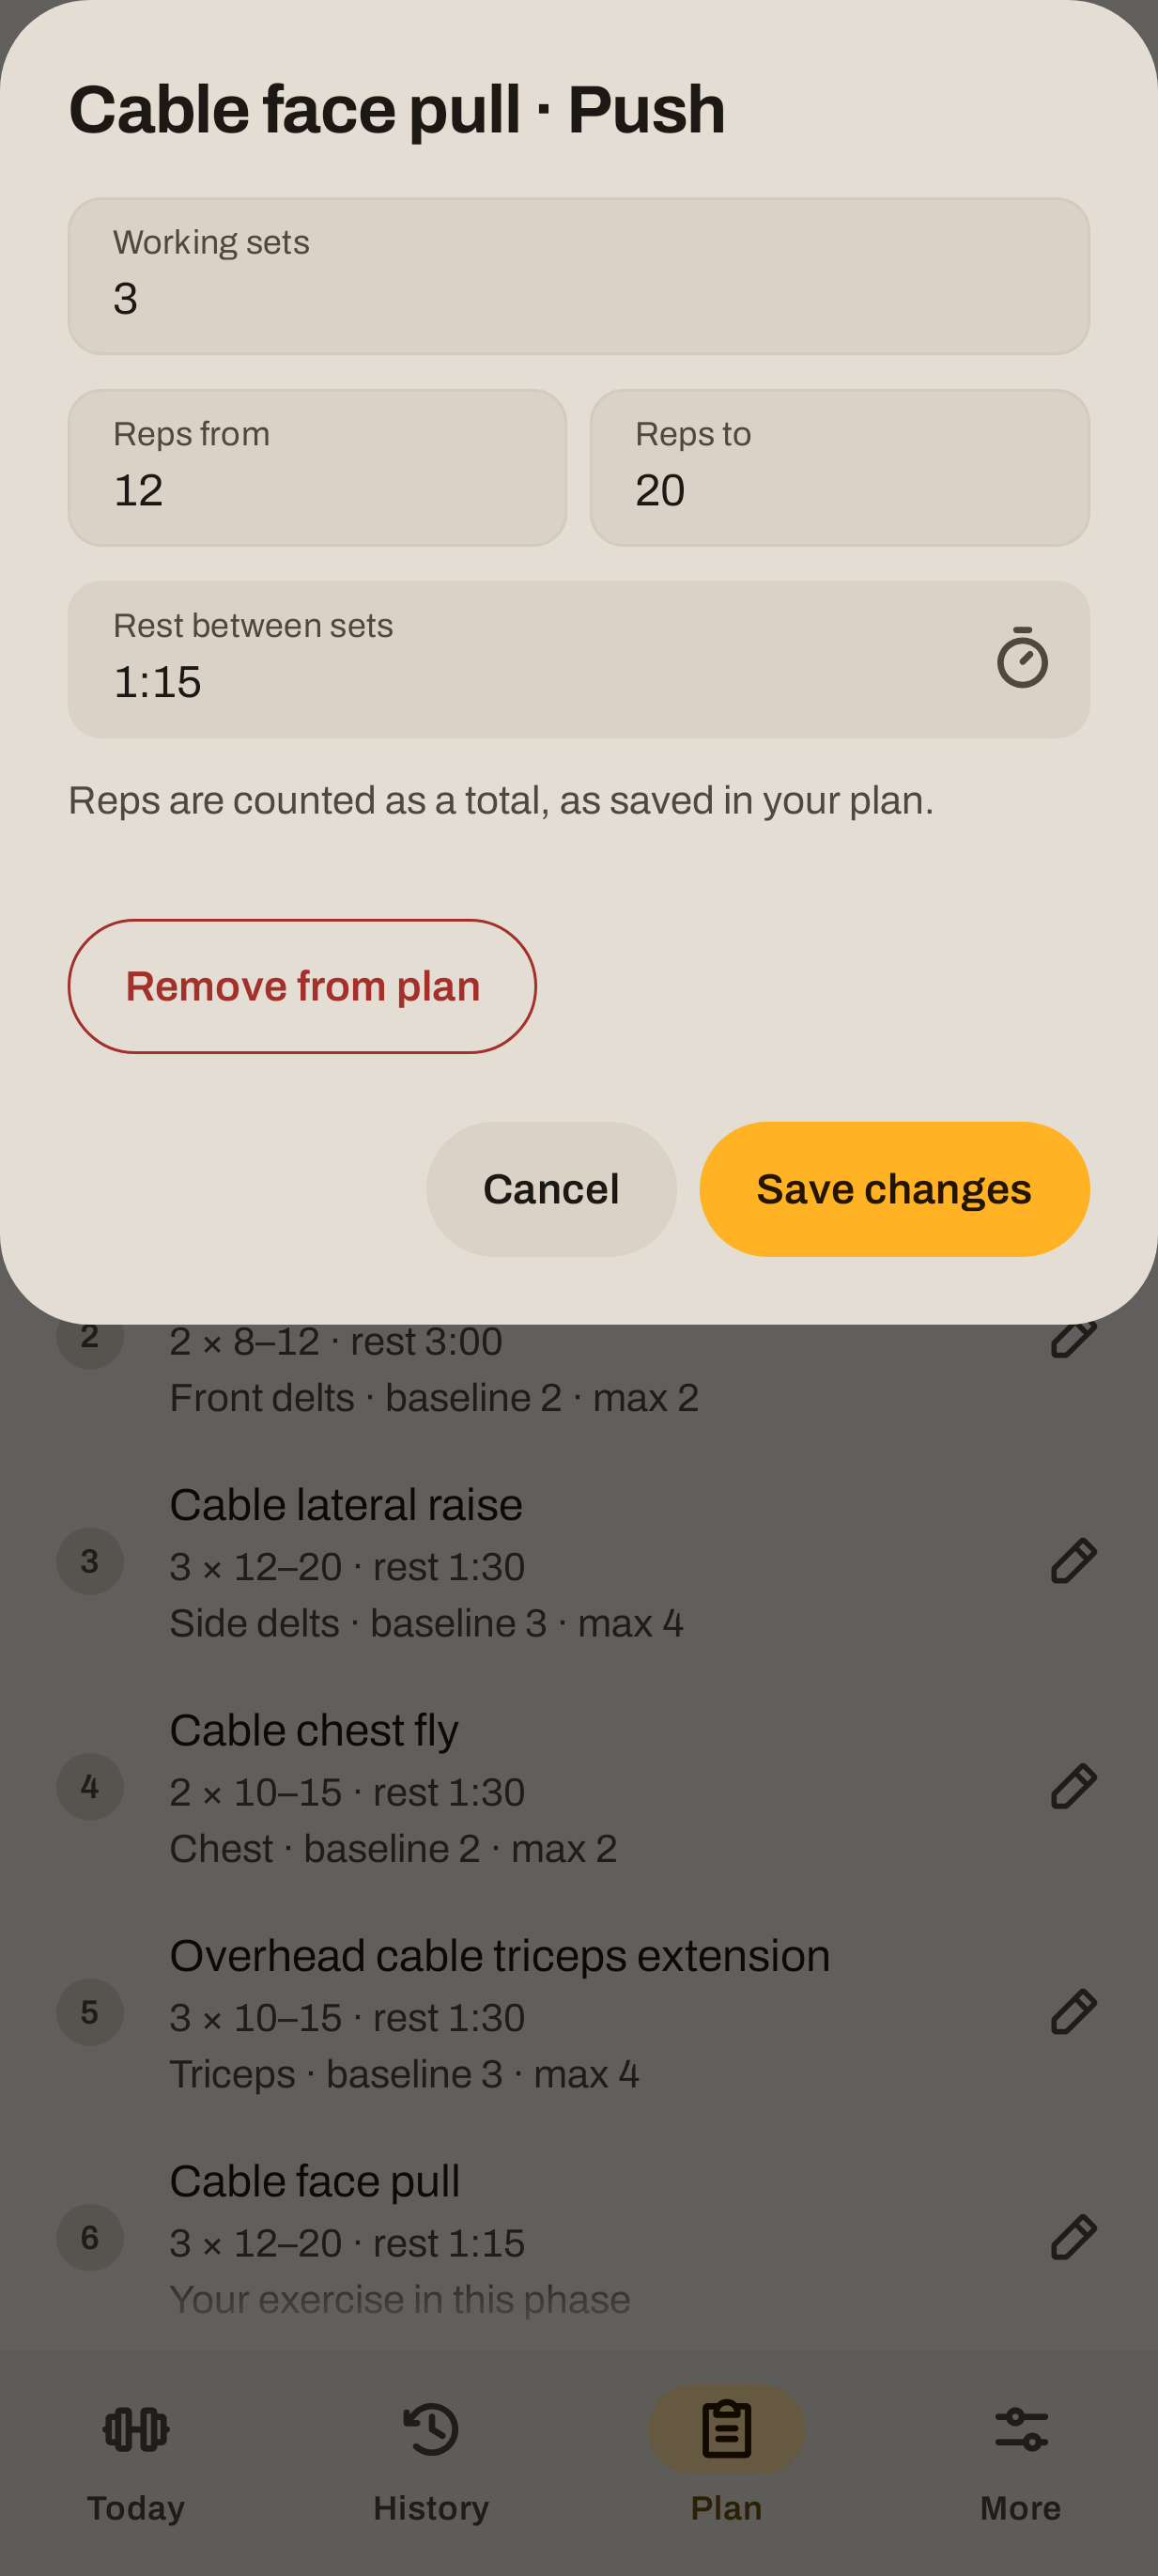 Cable face pull · Push
Working sets
3
Reps from
12
Reps to
20
Rest between sets
1:15
Reps are counted as a total, as saved in your plan.
Remove from plan
Cancel
Save changes
2
2 × 8–12 · rest 3:00
Front delts · baseline 2 · max 2
Cable lateral raise
3
3 × 12–20 · rest 1:30
Side delts · baseline 3 · max 4
Cable chest fly
4
2 × 10–15 · rest 1:30
Chest · baseline 2 · max 2
Overhead cable triceps extension
5
3 × 10–15 · rest 1:30
Triceps · baseline 3 · max 4
Cable face pull
6
3 × 12–20 · rest 1:15
Your exercise in this phase
Today
History
Plan
More